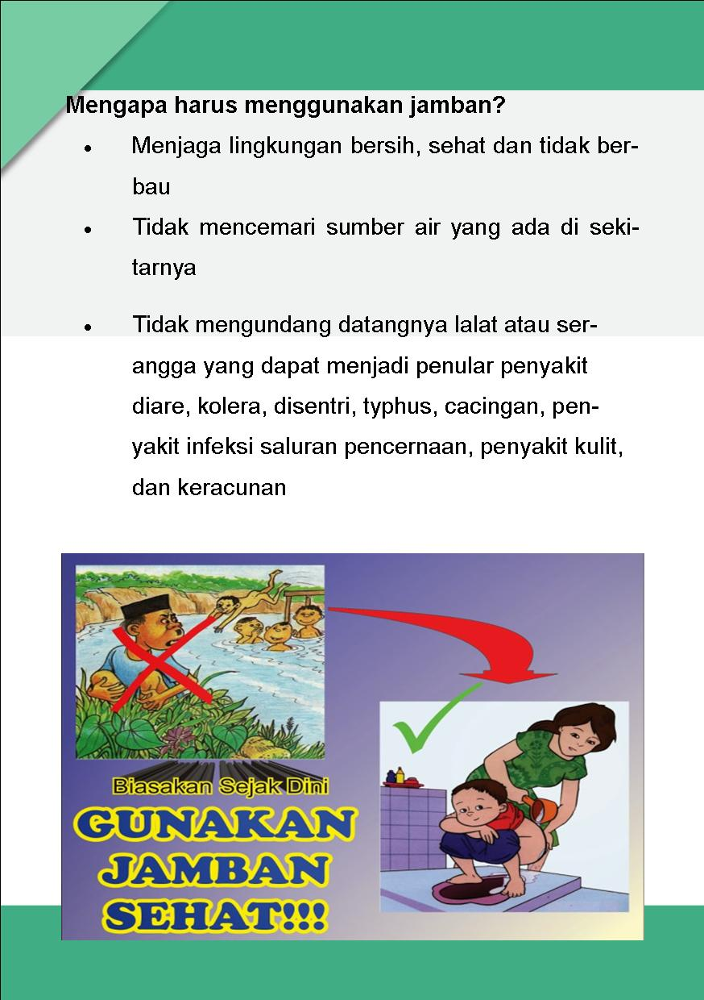 Mengapa harus menggunakan jamban?
• Menjaga lingkungan bersih, sehat dan tidak ber-
bau
• Tidak mencemari sumber air yang ada di seki-
tarnya
• Tidak mengundang datangnya lalat atau ser-
angga yang dapat menjadi penular penyakit
diare, kolera, disentri, typhus, cacingan, pen-
yakit infeksi saluran pencernaan, penyakit kulit,
dan keracunan
Biasakan Sejak Dini
GUNAKAN
JAMBAN
SEHAT!!!